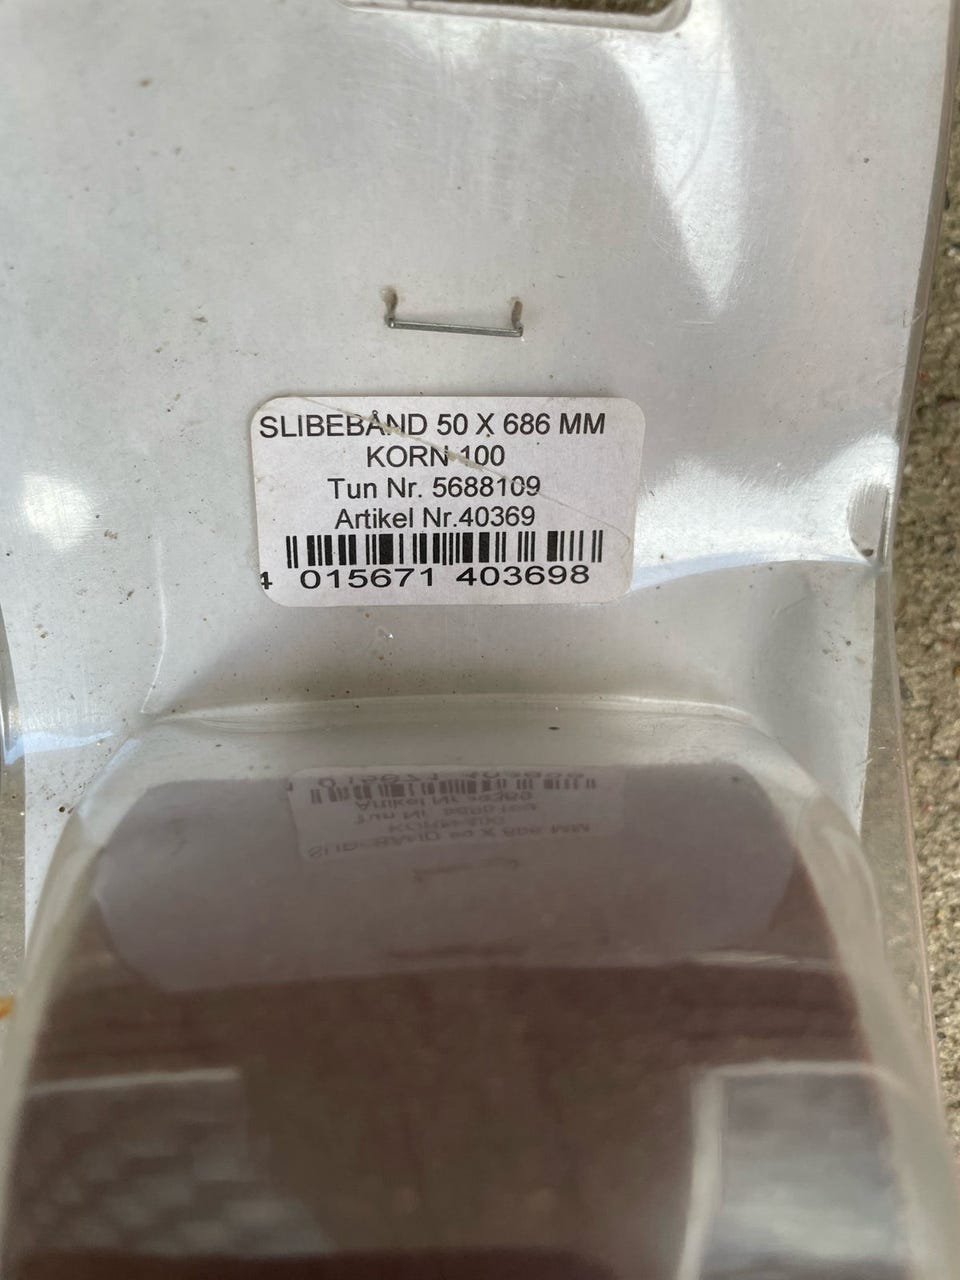 SLIBEBÅND 50 X 686 MM
KORN 100
Tun Nr. 5688109
Artikel Nr.40369
4 015671 403698